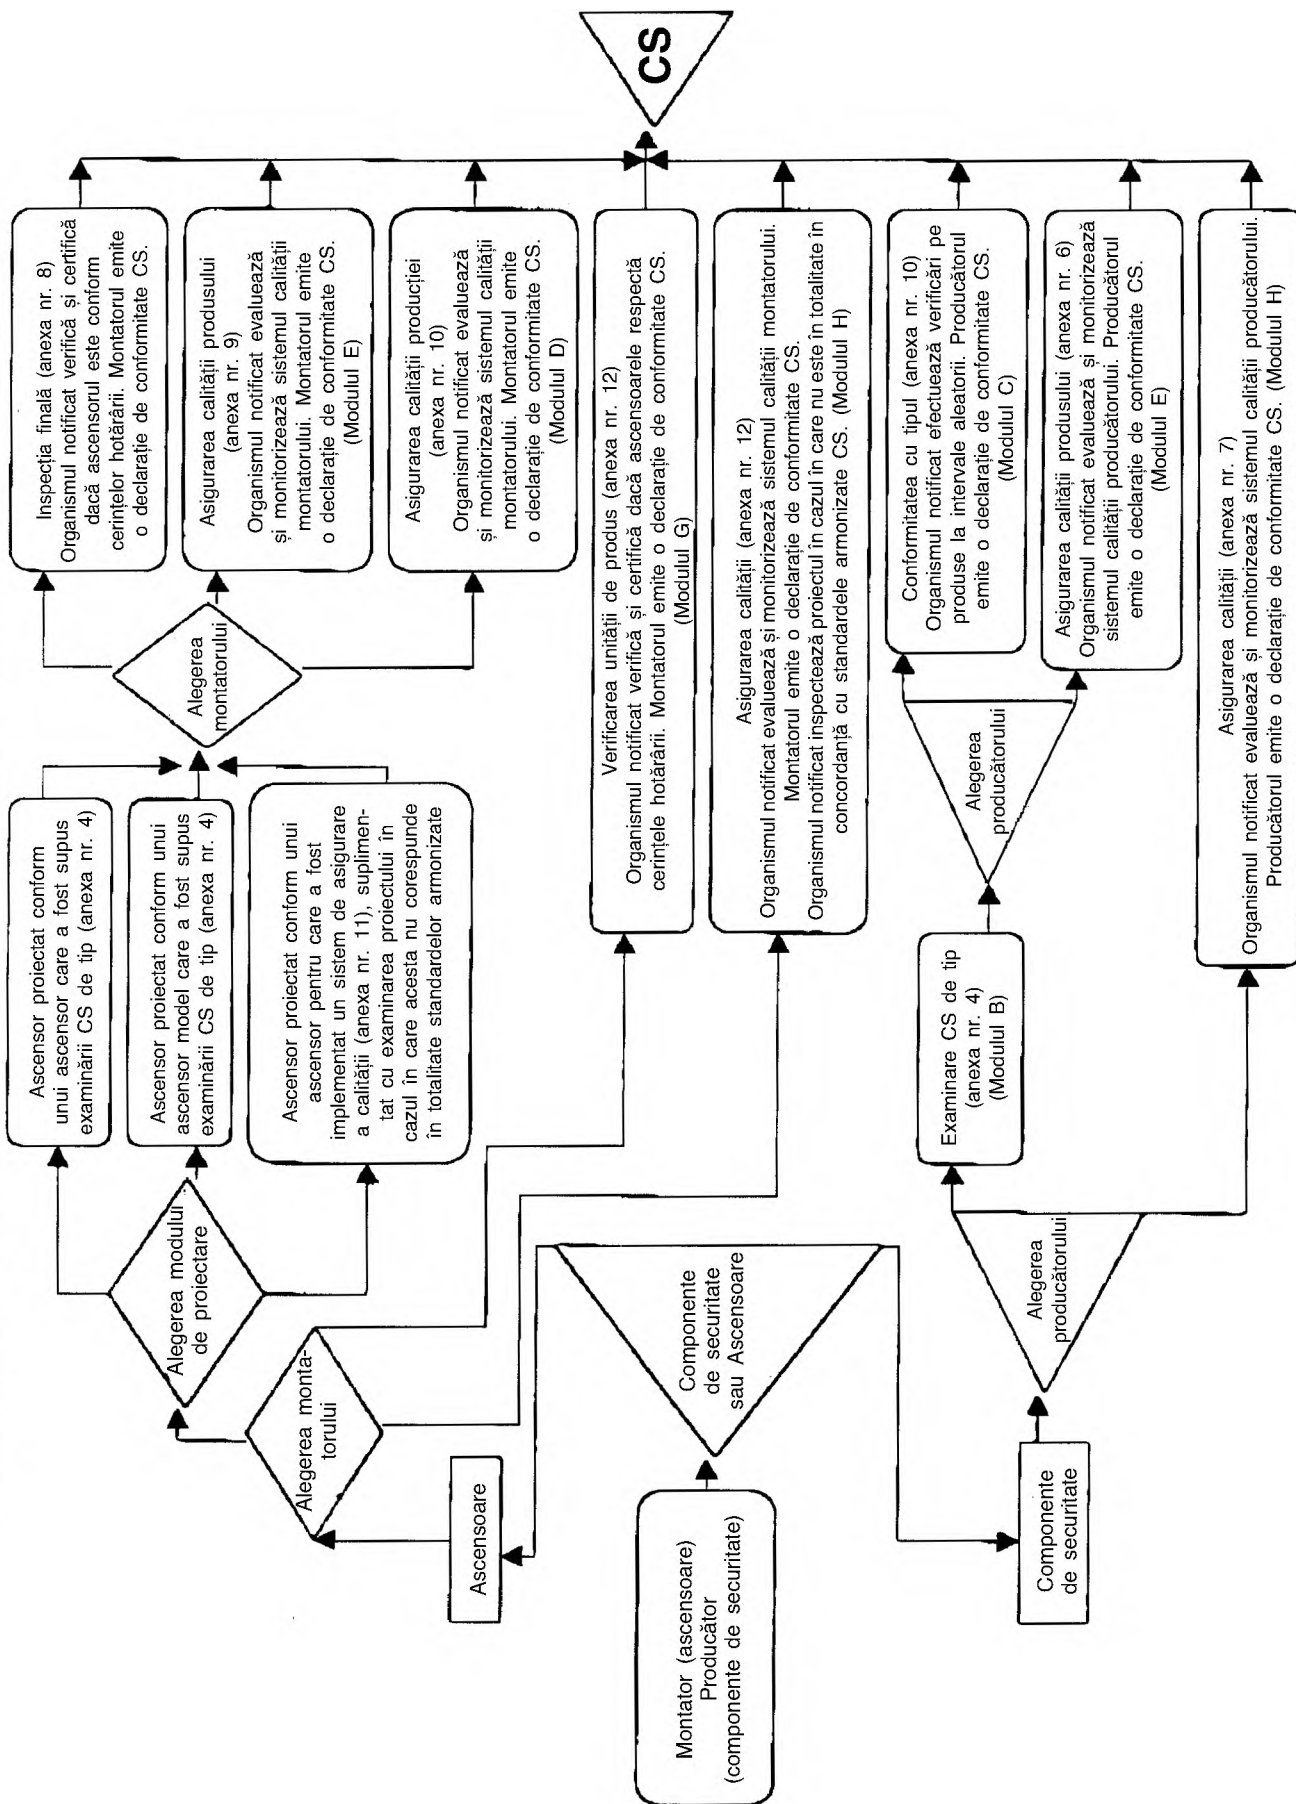 Montator (ascensoare)
Producător
(componente de securitate)
Componente
de securitate
sau Ascensoare
Ascensoare
Componente
de securitate
Alegerea monta-
torului
Alegerea producătorului
Alegerea modului
de proiectare
Ascensor proiectat conform
unui ascensor care a fost supus
examinării CS de tip (anexa nr. 4)
Ascensor proiectat conform unui
ascensor model care a fost supus
examinării CS de tip (anexa nr. 4)
Ascensor proiectat conform unui
ascensor pentru care a fost
implementat un sistem de asigurare
a calității (anexa nr. 11), suplimen-
tat cu examinarea proiectului în
cazul în care acesta nu corespunde
în totalitate standardelor armonizate
Examinare CS de tip
(anexa nr. 4)
(Modulul B)
Alegerea
montatorului
Alegerea
producătorului
Inspecția finală (anexa nr. 8)
Organismul notificat verifică și certifică
dacă ascensorul este conform
cerințelor hotărârii. Montatorul emite
o declarație de conformitate CS.
Asigurarea calității produsului
(anexa nr. 9)
Organismul notificat evaluează
și monitorizează sistemul calității
montatorului. Montatorul emite
o declarație de conformitate CS.
(Modulul E)
Asigurarea calității producției
(anexa nr. 10)
Organismul notificat evaluează
și monitorizează sistemul calității
montatorului. Montatorul emite
o declarație de conformitate CS.
(Modulul D)
Verificarea unității de produs (anexa nr. 12)
Organismul notificat verifică și certifică dacă ascensoarele respectă
cerințele hotărârii. Montatorul emite o declarație de conformitate CS.
(Modulul G)
Asigurarea calității (anexa nr. 12)
Organismul notificat evaluează și monitorizează sistemul calității montatorului.
Montatorul emite o declarație de conformitate CS.
Organismul notificat inspectează proiectul în cazul în care nu este în totalitate în
concordanță cu standardele armonizate CS. (Modulul H)
Conformitatea cu tipul (anexa nr. 10)
Organismul notificat efectuează verificări pe
produse la intervale aleatorii. Producătorul
emite o declarație de conformitate CS.
(Modulul C)
Asigurarea calității produsului (anexa nr. 6)
Organismul notificat evaluează și monitorizează
sistemul calității producătorului. Producătorul
emite o declarație de conformitate CS.
(Modulul E)
Asigurarea calității (anexa nr. 7)
Organismul notificat evaluează și monitorizează sistemul calității producătorului.
Producătorul emite o declarație de conformitate CS. (Modulul H)
CS